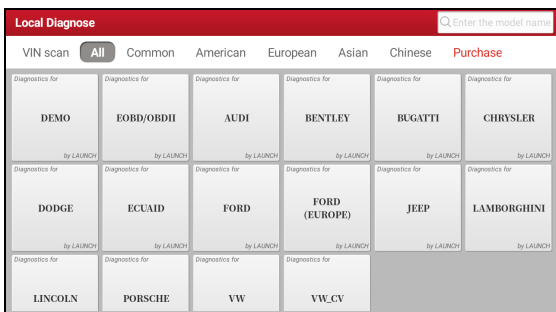 Local Diagnose
Enter the model name
VIN scan All Common American European Asian Chinese Purchase
Diagnostics for Diagnostics for Diagnostics for Diagnostics for Diagnostics for Diagnostics for
DEMO EOBD/OBDII AUDI BENTLEY BUGATTI CHRYSLER
by LAUNCH by LAUNCH by LAUNCH by LAUNCH by LAUNCH by LAUNCH
Diagnostics for Diagnostics for Diagnostics for Diagnostics for Diagnostics for Diagnostics for
DODGE ECUAID FORD FORD (EUROPE) JEEP LAMBORGHINI
by LAUNCH by LAUNCH by LAUNCH by LAUNCH by LAUNCH by LAUNCH
Diagnostics for Diagnostics for Diagnostics for Diagnostics for
LINCOLN PORSCHE VW VW_CV